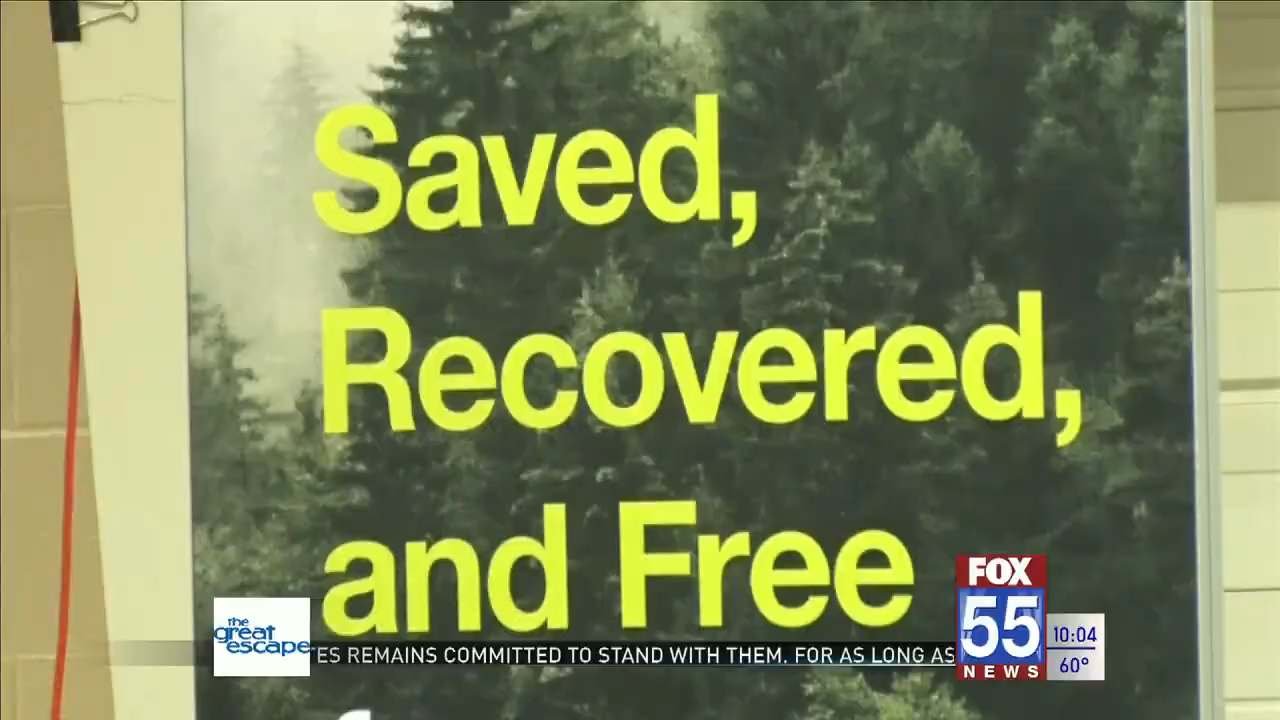 Saved,
Recovered,
and Free
the
great
escape
ES REMAINS COMMITTED TO STAND WITH THEM. FOR AS LONG AS
FOX
55
NEWS
10:04
60°